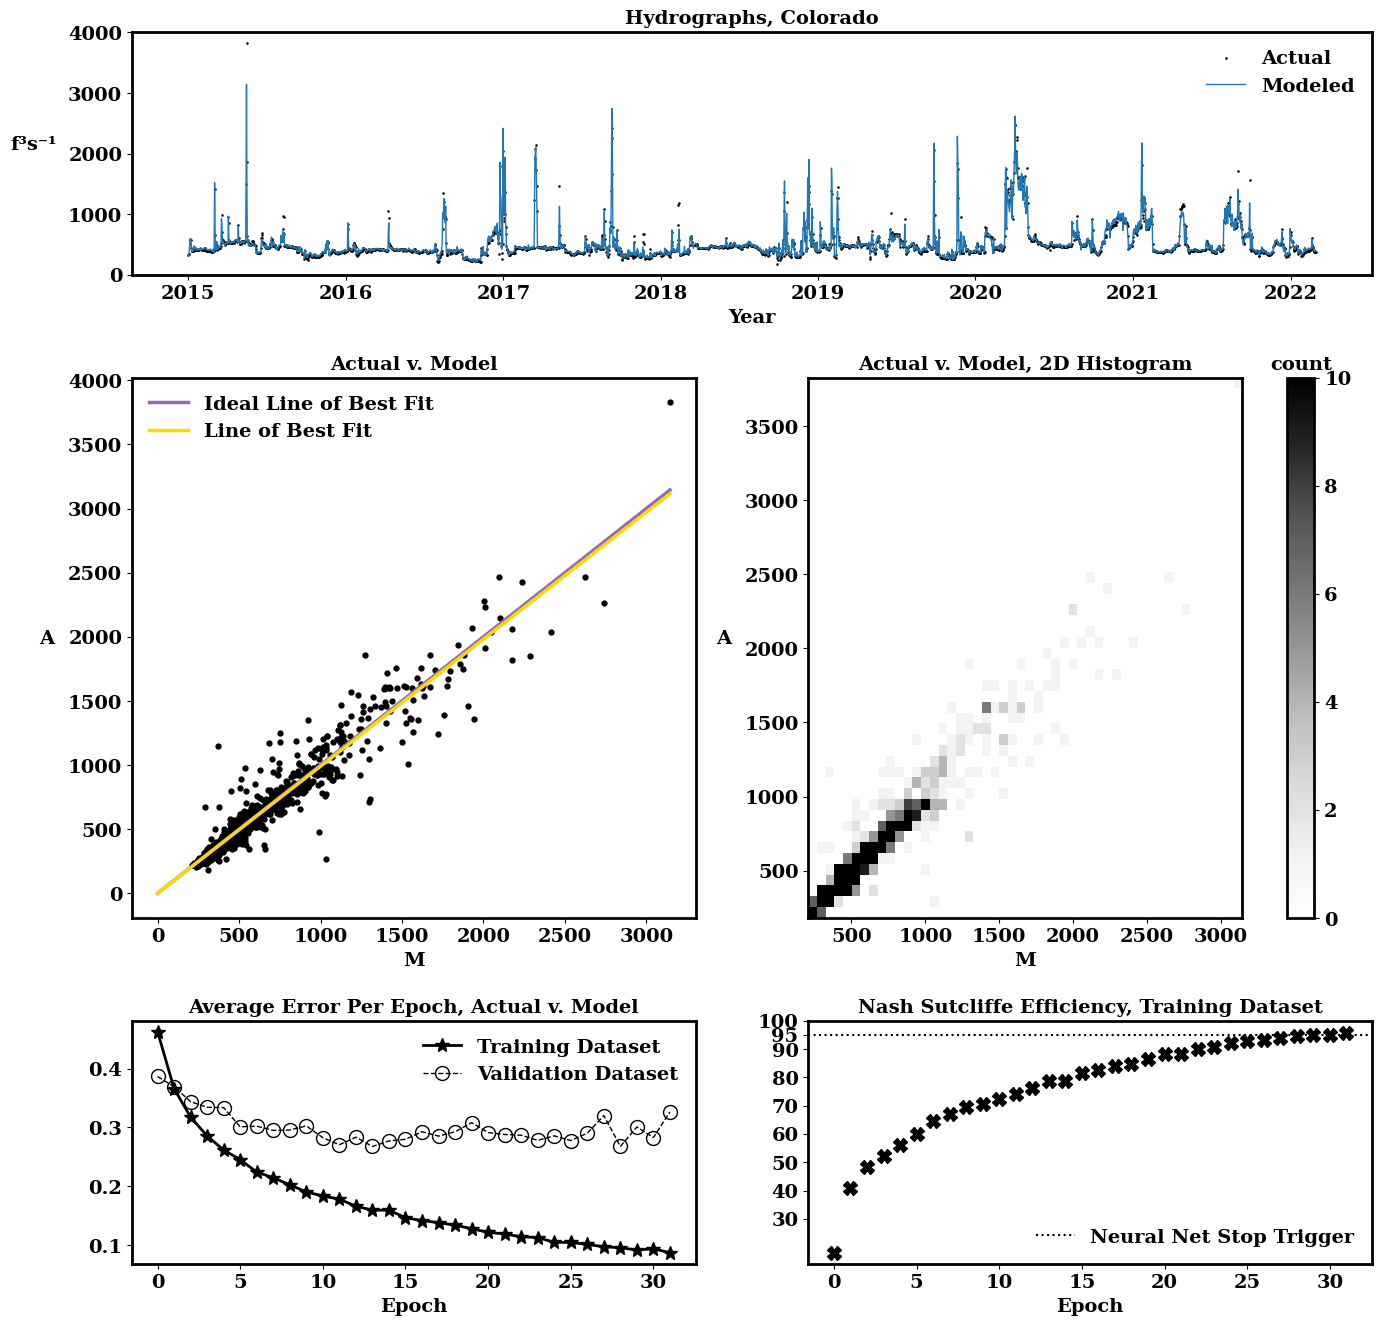 Hydrographs, Colorado
4000
3000
f³s⁻¹
2000
1000
0
Actual
Modeled
2015 2016 2017 2018 2019 2020 2021 2022
Year
Actual v. Model
4000
3500
3000
2500
2000
A
1500
1000
500
0
Ideal Line of Best Fit
Line of Best Fit
0 500 1000 1500 2000 2500 3000
M
Actual v. Model, 2D Histogram
3500
3000
2500
2000
A
1500
1000
500
500 1000 1500 2000 2500 3000
M
count
10
8
6
4
2
0
Average Error Per Epoch, Actual v. Model
0.4
0.3
0.2
0.1
Training Dataset
Validation Dataset
0 5 10 15 20 25 30
Epoch
Nash Sutcliffe Efficiency, Training Dataset
100
95
90
80
70
60
50
40
30
Neural Net Stop Trigger
0 5 10 15 20 25 30
Epoch